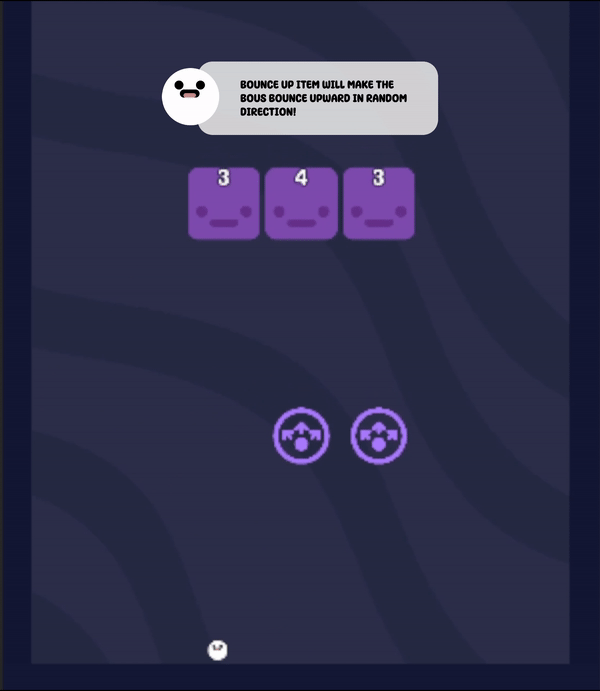 BOUNCE UP ITEM WILL MAKE THE
BOUS BOUNCE UPWARD IN RANDOM
DIRECTION!
3 4 3